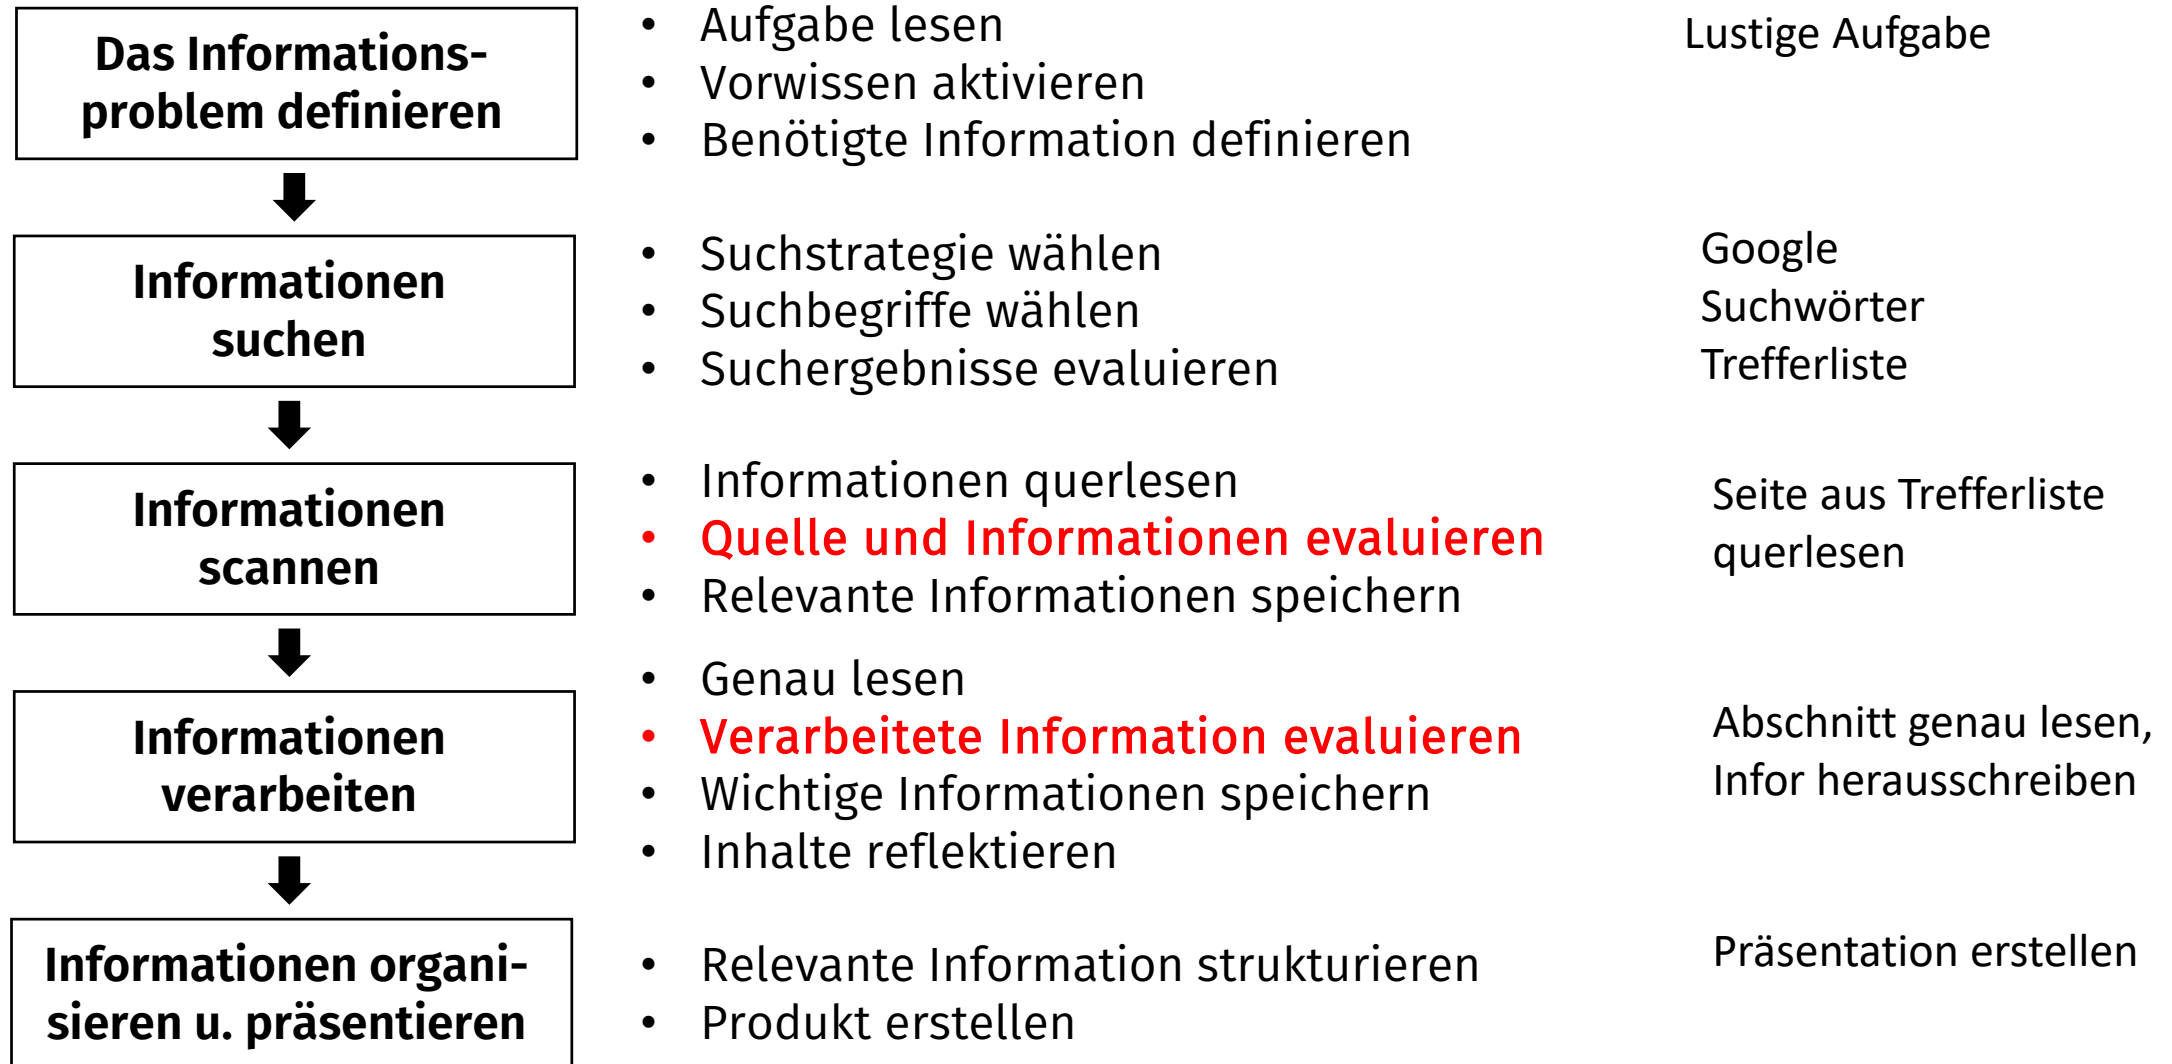 Das Informations-
problem definieren
• Aufgabe lesen
• Vorwissen aktivieren
• Benötigte Information definieren
Lustige Aufgabe
Informationen
suchen
• Suchstrategie wählen
• Suchbegriffe wählen
• Suchergebnisse evaluieren
Google
Suchwörter
Trefferliste
Informationen
scannen
• Informationen querlesen
• Quelle und Informationen evaluieren
• Relevante Informationen speichern
Seite aus Trefferliste
querlesen
Informationen
verarbeiten
• Genau lesen
• Verarbeitete Information evaluieren
• Wichtige Informationen speichern
• Inhalte reflektieren
Abschnitt genau lesen,
Infor herausschreiben
Informationen organi-
sieren u. präsentieren
• Relevante Information strukturieren
• Produkt erstellen
Präsentation erstellen